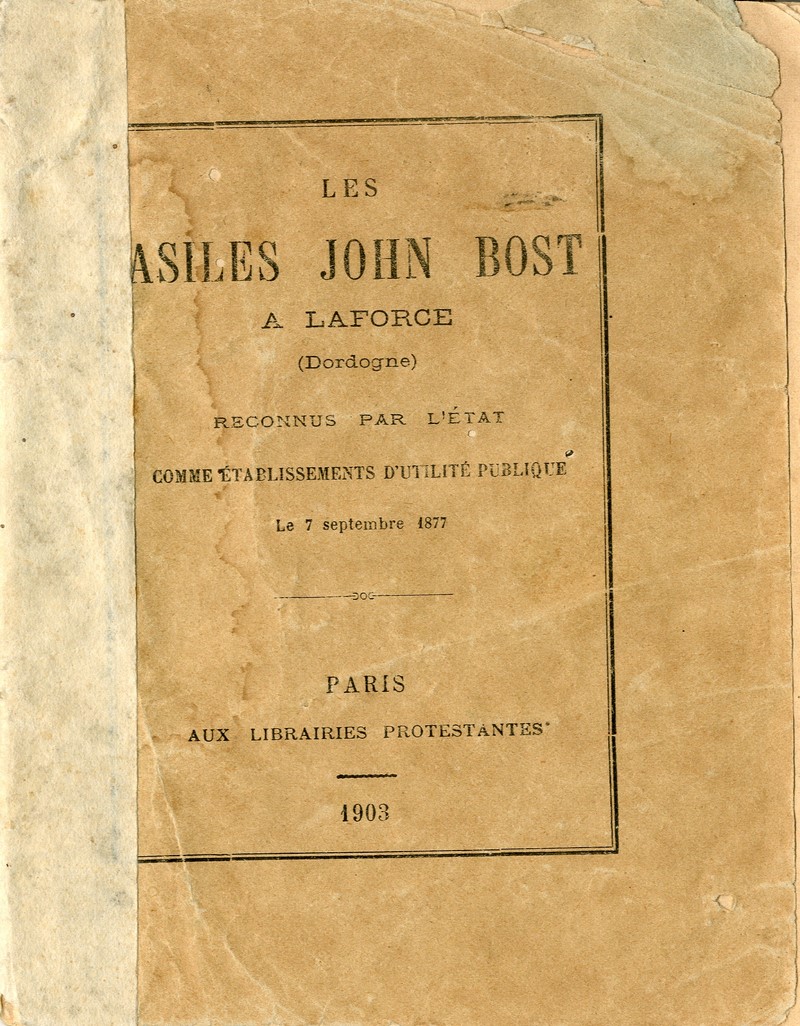 LES
ASILES JOHN BOST
A LAFORCE
(Dordogne)
RECONNUS PAR L'ÉTAT
COMME ÉTABLISSEMENTS D'UTILITÉ PUBLIQUE
Le 7 septembre 1877
PARIS
AUX LIBRAIRIES PROTESTANTES
1903